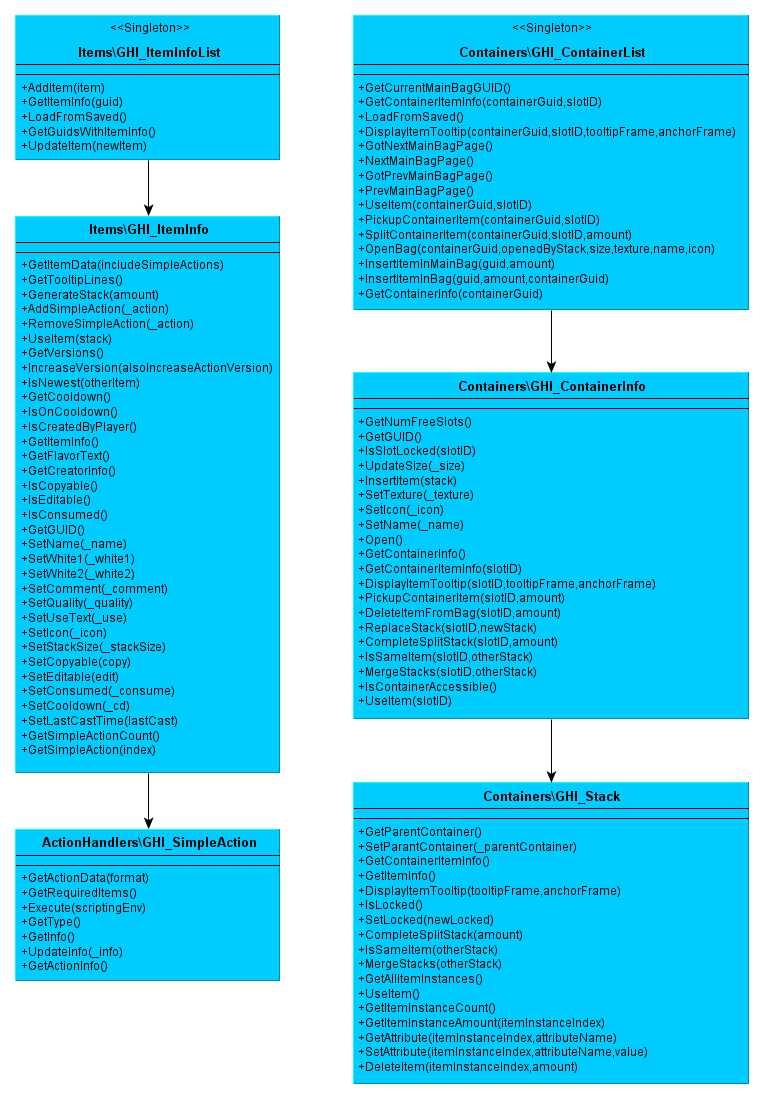 <<Singleton>>
Items\GHI_ItemInfoList
+AddItem(item)
+GetItemInfo(guid)
+LoadFromSaved()
+GetGuidsWithItemInfo()
+UpdateItem(newItem)
Items\GHI_ItemInfo
+GetItemData(includeSimpleActions)
+GetTooltipLines()
+GenerateStack(amount)
+AddSimpleAction(_action)
+RemoveSimpleAction(_action)
+UseItem(stack)
+GetVersions()
+IncreaseVersion(alsoIncreaseActionVersion)
+IsNewest(otherItem)
+GetCooldown()
+IsOnCooldown()
+IsCreatedByPlayer()
+GetItemInfo()
+GetFlavorText()
+GetCreatorInfo()
+IsCopyable()
+IsEditable()
+IsConsumed()
+GetGUID()
+SetName(_name)
+SetWhite1(_white1)
+SetWhite2(_white2)
+SetComment(_comment)
+SetQuality(_quality)
+SetUseText(_use)
+SetIcon(_icon)
+SetStackSize(_stackSize)
+SetCopyable(copy)
+SetEditable(edit)
+SetConsumed(_consume)
+SetCooldown(_cd)
+SetLastCastTime(lastCast)
+GetSimpleActionCount()
+GetSimpleAction(index)
ActionHandlers\GHI_SimpleAction
+GetActionData(format)
+GetRequiredItems()
+Execute(scriptingEnv)
+GetType()
+GetInfo()
+UpdateInfo(_info)
+GetActionInfo()
<<Singleton>>
Containers\GHI_ContainerList
+GetCurrentMainBagGUID()
+GetContainerItemInfo(containerGuid,slotID)
+LoadFromSaved()
+DisplayItemTooltip(containerGuid,slotID,tooltipFrame,anchorFrame)
+GotNextMainBagPage()
+NextMainBagPage()
+GotPrevMainBagPage()
+PrevMainBagPage()
+UseItem(containerGuid,slotID)
+PickupContainerItem(containerGuid,slotID)
+SplitContainerItem(containerGuid,slotID,amount)
+OpenBag(containerGuid,openedByStack,size,texture,name,icon)
+InsertItemInMainBag(guid,amount)
+InsertItemInBag(guid,amount,containerGuid)
+GetContainerInfo(containerGuid)
Containers\GHI_ContainerInfo
+GetNumFreeSlots()
+GetGUID()
+IsSlotLocked(slotID)
+UpdateSize(_size)
+InsertItem(stack)
+SetTexture(_texture)
+SetIcon(_icon)
+SetName(_name)
+Open()
+GetContainerInfo()
+GetContainerItemInfo(slotID)
+DisplayItemTooltip(slotID,tooltipFrame,anchorFrame)
+PickupContainerItem(slotID,amount)
+DeleteItemFromBag(slotID,amount)
+ReplaceStack(slotID,newStack)
+CompleteSplitStack(slotID,amount)
+IsSameItem(slotID,otherStack)
+MergeStacks(slotID,otherStack)
+IsContainerAccessible()
+UseItem(slotID)
Containers\GHI_Stack
+GetParentContainer()
+SetParantContainer(_parentContainer)
+GetContainerItemInfo()
+GetItemInfo()
+DisplayItemTooltip(tooltipFrame,anchorFrame)
+IsLocked()
+SetLocked(newLocked)
+CompleteSplitStack(amount)
+IsSameItem(otherStack)
+MergeStacks(otherStack)
+GetAllItemInstances()
+UseItem()
+GetItemInstanceCount()
+GetItemInstanceAmount(itemInstanceIndex)
+GetAttribute(itemInstanceIndex,attributeName)
+SetAttribute(itemInstanceIndex,attributeName,value)
+DeleteItem(itemInstanceIndex,amount)